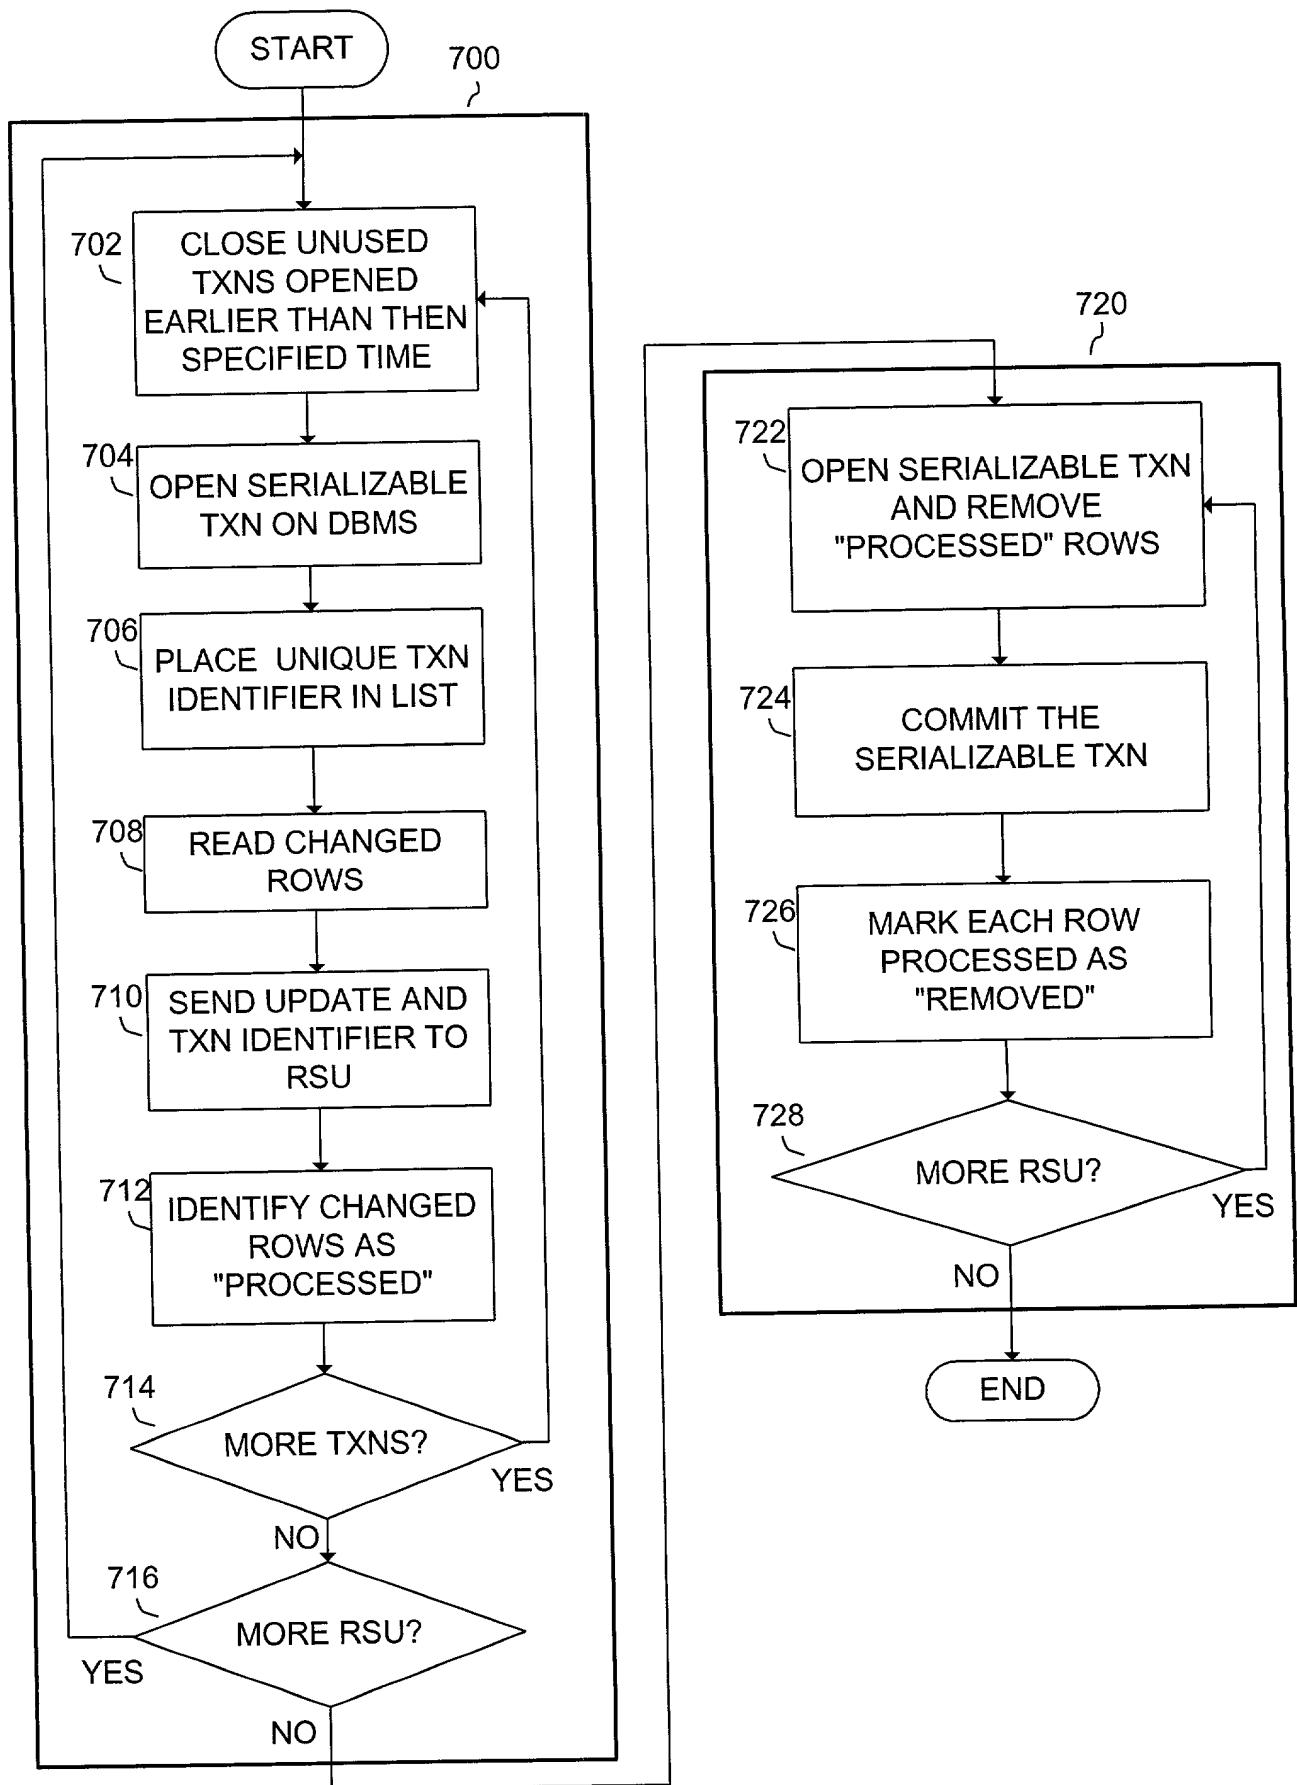 START
700
702
CLOSE UNUSED
TXNS OPENED
EARLIER THAN THEN
SPECIFIED TIME
704
OPEN SERIALIZABLE
TXN ON DBMS
706
PLACE UNIQUE TXN
IDENTIFIER IN LIST
708
READ CHANGED
ROWS
710
SEND UPDATE AND
TXN IDENTIFIER TO
RSU
712
IDENTIFY CHANGED
ROWS AS
"PROCESSED"
714
MORE TXNS?
YES
NO
716
MORE RSU?
YES
NO
720
722
OPEN SERIALIZABLE TXN
AND REMOVE
"PROCESSED" ROWS
724
COMMIT THE
SERIALIZABLE TXN
726
MARK EACH ROW
PROCESSED AS
"REMOVED"
728
MORE RSU?
YES
NO
END